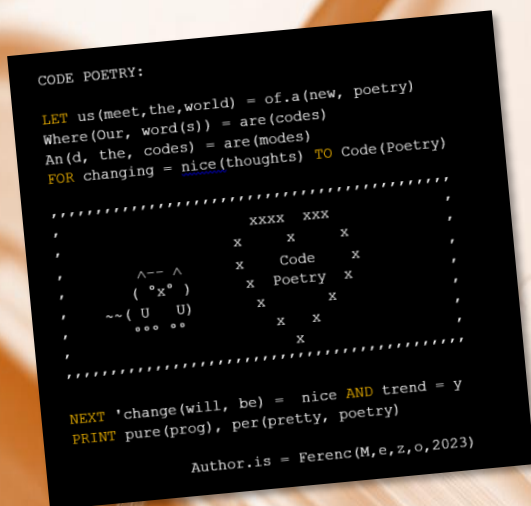 CODE POETRY:
LET us(meet,the,world) = of.a(new, poetry)
Where(Our, word(s)) = are(codes)
An(d, the, codes) = are(modes)
FOR changing = nice(thoughts) TO Code(Poetry)
,,,,,,,,,,,,,,,,,,,,,,,,,,,,,,,,,,,,,,,,,,,,,
, xxxx xxx ,
, x x x ,
, ^-- ^ x Code x ,
, ( °x° ) x Poetry x ,
, ~~( U U) x x ,
, °°° °° x x ,
, x ,
,,,,,,,,,,,,,,,,,,,,,,,,,,,,,,,,,,,,,,,,,,,,,
NEXT 'change(will, be) = nice AND trend = y
PRINT pure(prog), per(pretty, poetry)
Author.is = Ferenc(M,e,z,o,2023)